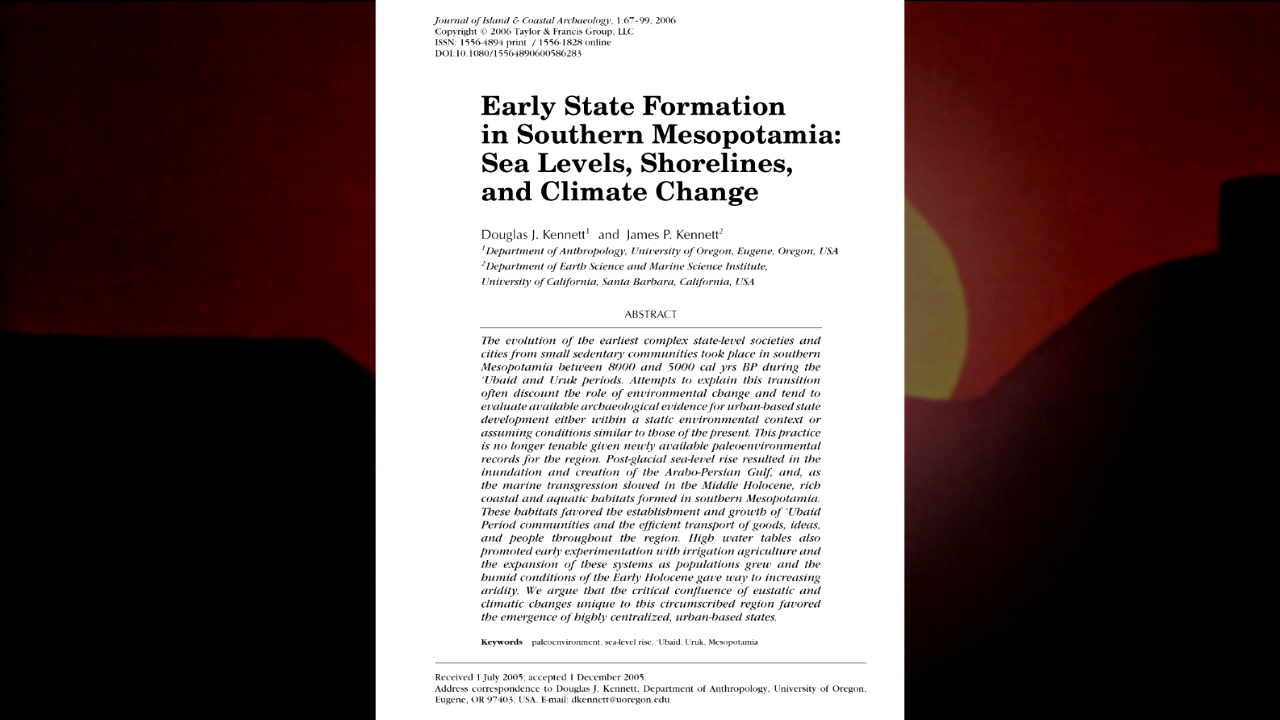 Journal of Island & Coastal Archaeology, 1:67–99, 2006
Copyright © 2006 Taylor & Francis Group, LLC
ISSN: 1556-4894 print / 1556-1828 online
DOI:10.1080/15564890600586283
Early State Formation
in Southern Mesopotamia:
Sea Levels, Shorelines,
and Climate Change
Douglas J. Kennett1 and James P. Kennett2
1Department of Anthropology, University of Oregon, Eugene, Oregon, USA
2Department of Earth Science and Marine Science Institute,
University of California, Santa Barbara, California, USA
ABSTRACT
The evolution of the earliest complex state-level societies and
cities from small sedentary communities took place in southern
Mesopotamia between 8000 and 5000 cal yrs BP during the
‘Ubaid and Uruk periods. Attempts to explain this transition
often discount the role of environmental change and tend to
evaluate available archaeological evidence for urban-based state
development either within a static environmental context or
assuming conditions similar to those of the present. This practice
is no longer tenable given newly available paleoenvironmental
records for the region. Post-glacial sea-level rise resulted in the
inundation and creation of the Arabo-Persian Gulf, and, as
the marine transgression slowed in the Middle Holocene, rich
coastal and aquatic habitats formed in southern Mesopotamia.
These habitats favored the establishment and growth of ‘Ubaid
Period communities and the efficient transport of goods, ideas,
and people throughout the region. High water tables also
promoted early experimentation with irrigation agriculture and
the expansion of these systems as populations grew and the
humid conditions of the Early Holocene gave way to increasing
aridity. We argue that the critical confluence of eustatic and
climatic changes unique to this circumscribed region favored
the emergence of highly centralized, urban-based states.
Keywords paleoenvironment, sea-level rise, ‘Ubaid, Uruk, Mesopotamia
Received 1 July 2005; accepted 1 December 2005.
Address correspondence to Douglas J. Kennett, Department of Anthropology, University of Oregon,
Eugene, OR 97403, USA. E-mail: dkennett@uoregon.edu